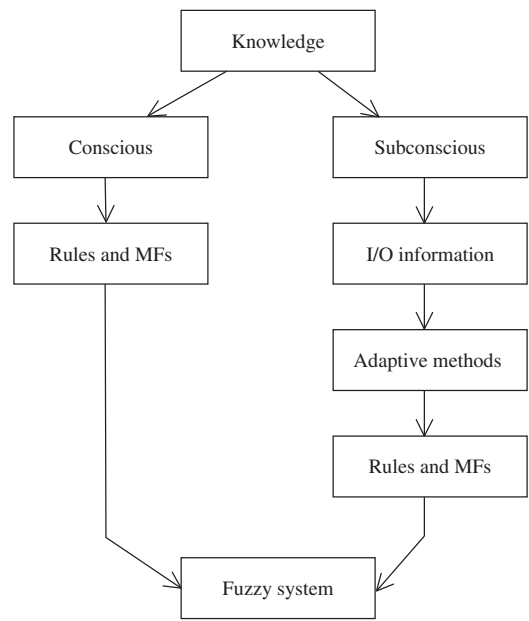 Knowledge
Conscious
Subconscious
Rules and MFs
I/O information
Adaptive methods
Rules and MFs
Fuzzy system